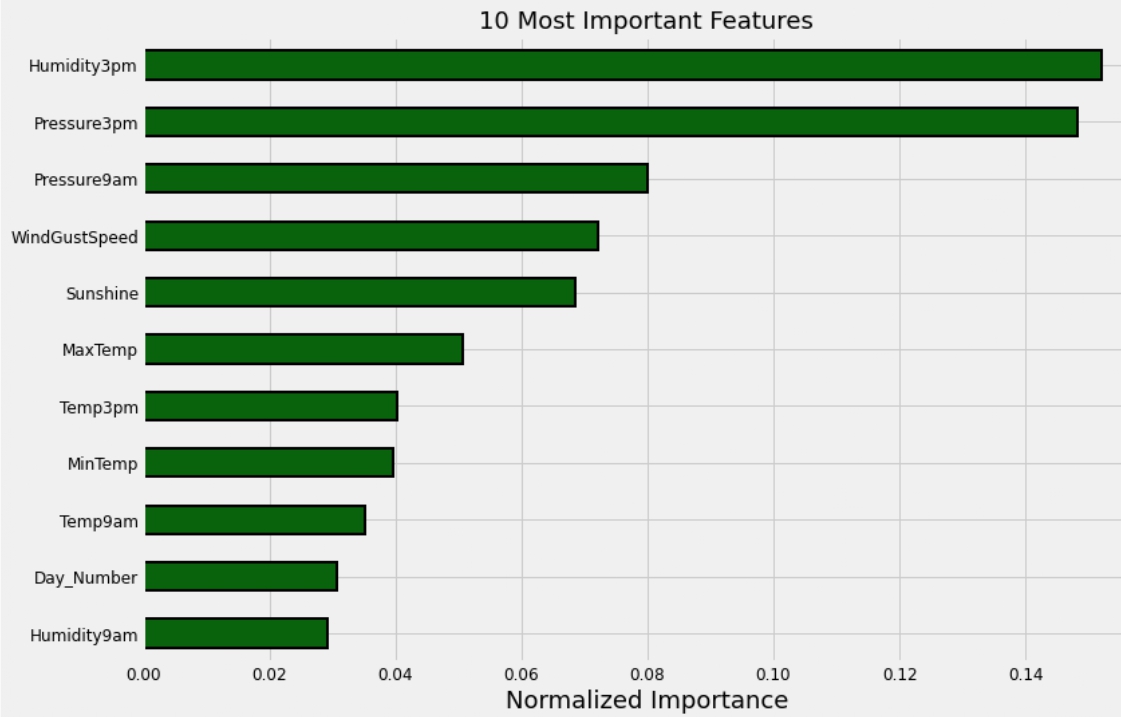 10 Most Important Features
Humidity3pm
Pressure3pm
Pressure9am
WindGustSpeed
Sunshine
MaxTemp
Temp3pm
MinTemp
Temp9am
Day_Number
Humidity9am
0.00 0.02 0.04 0.06 0.08 0.10 0.12 0.14
Normalized Importance